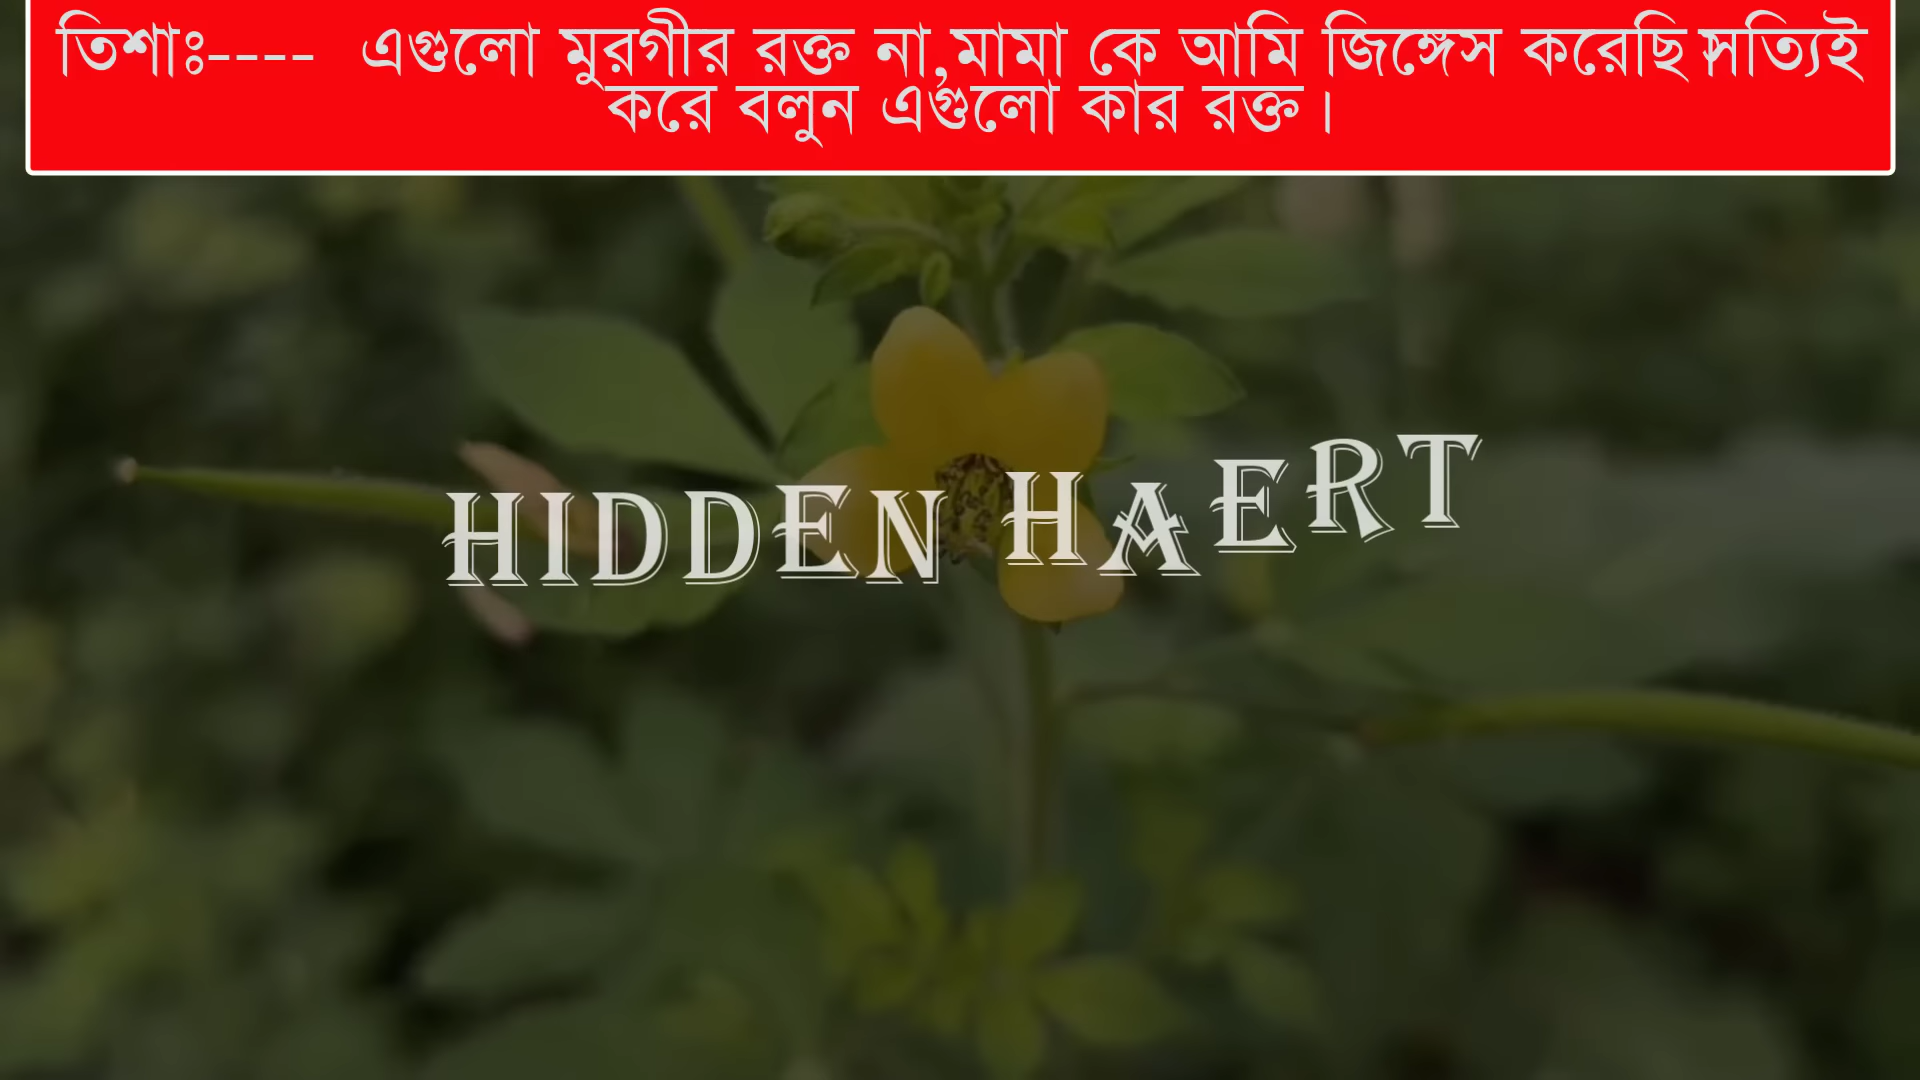 তিশাঃ---- এগুলো মুরগীর রক্ত না,মামা কে আমি জিঙ্গেস করেছি সত্যিই
করে বলুন এগুলো কার রক্ত।
HIDDEN HAERT